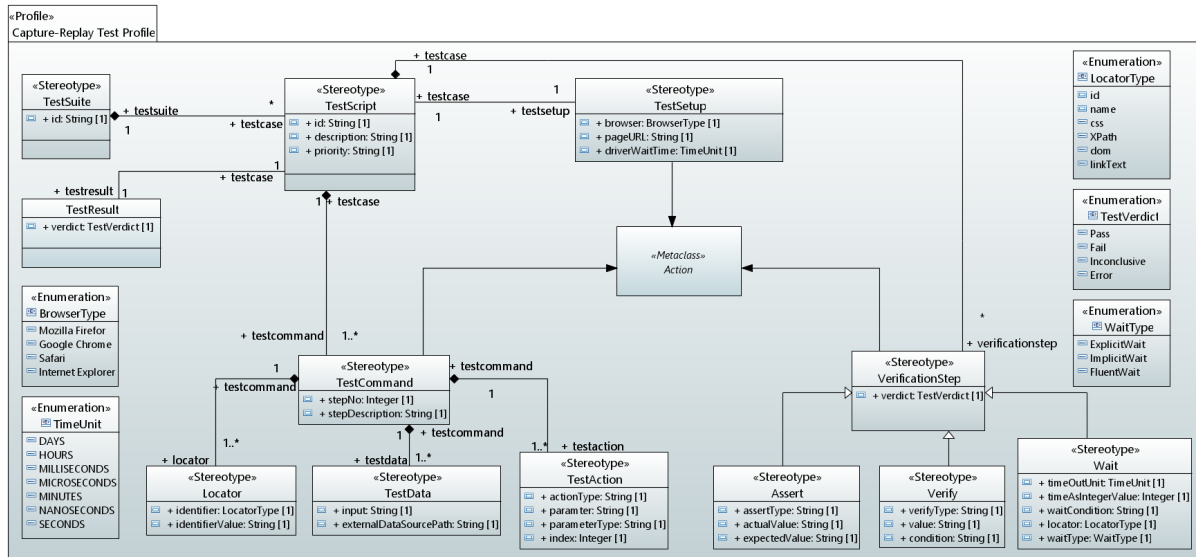 «Profile»
Capture-Replay Test Profile
«Stereotype»
TestSuite
+ id: String [1]
+ testsuite
1
*
+ testcase
«Stereotype»
TestScript
+ id: String [1]
+ description: String [1]
+ priority: String [1]
+ testcase
1
+ testcase
1
1
+ testsetup
«Stereotype»
TestSetup
+ browser: BrowserType [1]
+ pageURL: String [1]
+ driverWaitTime: TimeUnit [1]
«Enumeration»
LocatorType
id
name
css
XPath
dom
linkText
1
+ testcase
+ testresult
1
TestResult
+ verdict: TestVerdict [1]
1
+ testcase
«Metaclass»
Action
«Enumeration»
TestVerdict
Pass
Fail
Inconclusive
Error
«Enumeration»
BrowserType
Mozilla Firefor
Google Chrome
Safari
Internet Explorer
«Enumeration»
WaitType
ExplicitWait
ImplicitWait
FluentWait
+ testcommand
1..*
*
+ verificationstep
«Stereotype»
TestCommand
+ stepNo: Integer [1]
+ stepDescription: String [1]
1
+ testcommand
+ testcommand
1
1
+ testcommand
«Stereotype»
VerificationStep
+ verdict: TestVerdict [1]
«Enumeration»
TimeUnit
DAYS
HOURS
MILLISECONDS
MICROSECONDS
MINUTES
NANOSECONDS
SECONDS
1..*
+ locator
+ testdata
1..*
1..*
+ testaction
«Stereotype»
Locator
+ identifier: LocatorType [1]
+ identifierValue: String [1]
«Stereotype»
TestData
+ input: String [1]
+ externalDataSourcePath: String [1]
«Stereotype»
TestAction
+ actionType: String [1]
+ paramter: String [1]
+ parameterType: String [1]
+ index: Integer [1]
«Stereotype»
Assert
+ assertType: String [1]
+ actualValue: String [1]
+ expectedValue: String [1]
«Stereotype»
Verify
+ verifyType: String [1]
+ value: String [1]
+ condition: String [1]
«Stereotype»
Wait
+ timeOutUnit: TimeUnit [1]
+ timeAsIntegerValue: Integer [1]
+ waitCondition: String [1]
+ locator: LocatorType [1]
+ waitType: WaitType [1]